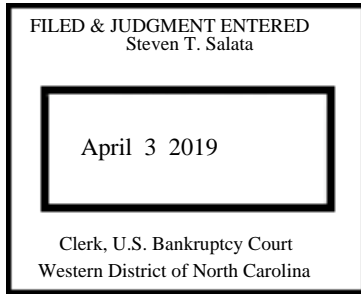 FILED & JUDGMENT ENTERED
Steven T. Salata
April 3 2019
Clerk, U.S. Bankruptcy Court
Western District of North Carolina